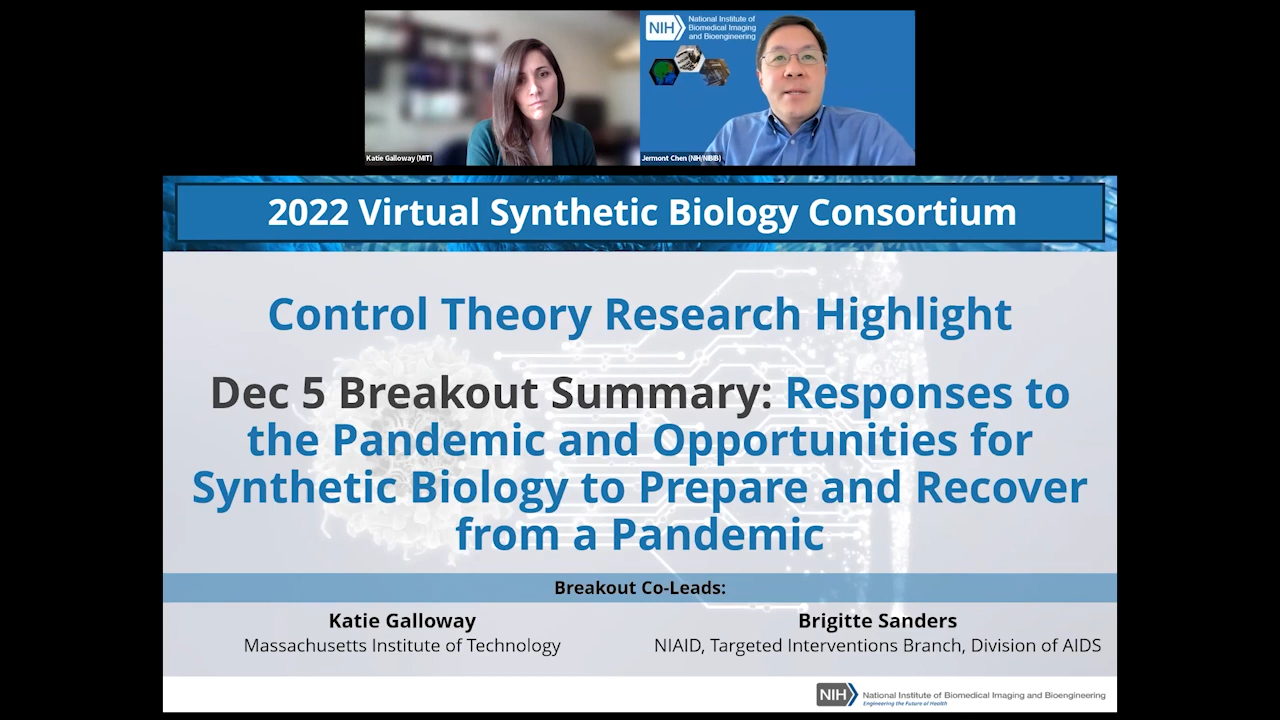 NIH
National Institute of
Biomedical Imaging
and Bioengineering
Katie Galloway (MIT)
Jermont Chen (NIH/NIBIB)
2022 Virtual Synthetic Biology Consortium
Control Theory Research Highlight
Dec 5 Breakout Summary: Responses to
the Pandemic and Opportunities for
Synthetic Biology to Prepare and Recover
from a Pandemic
Breakout Co-Leads:
Katie Galloway
Massachusetts Institute of Technology
Brigitte Sanders
NIAID, Targeted Interventions Branch, Division of AIDS
NIH
National Institute of Biomedical Imaging and Bioengineering
Engineering the Future of Health